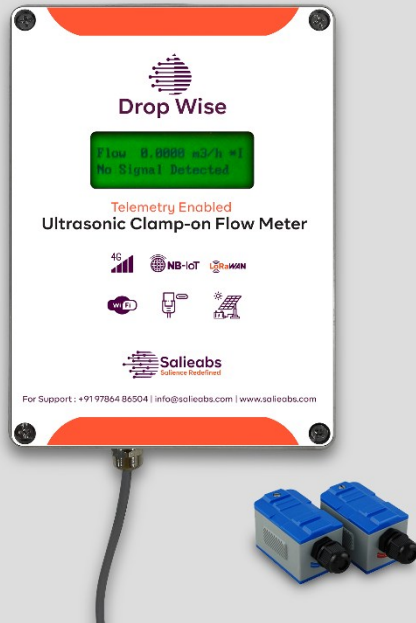 Drop Wise
Flow 0.0000 m3/h *I
No Signal Detected
Telemetry Enabled
Ultrasonic Clamp-on Flow Meter
4G
NB-IoT
LoRaWAN
Wi Fi
Salieabs
Salience Redefined
For Support : +91 97864 86504 | info@salieabs.com | www.salieabs.com